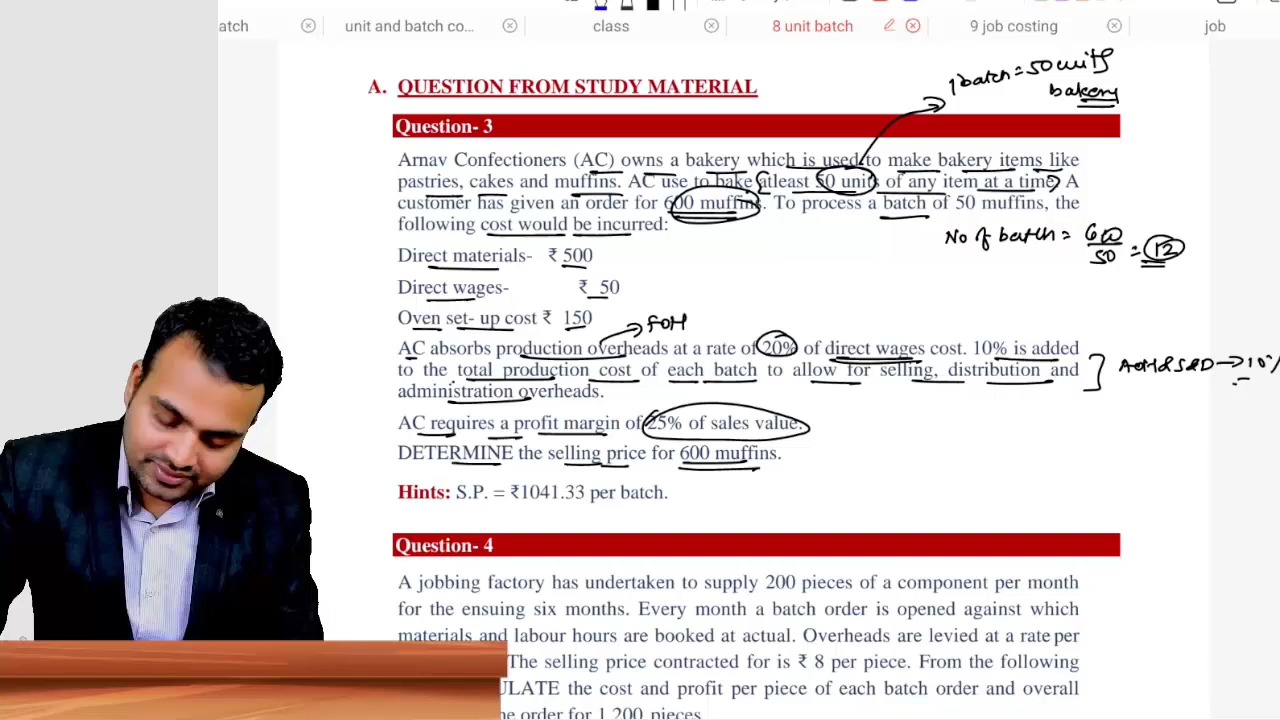 atch
unit and batch co...
class
8 unit batch
9 job costing
job
A. QUESTION FROM STUDY MATERIAL
1 batch = 50 units
bakery
Question- 3
Arnav Confectioners (AC) owns a bakery which is used to make bakery items like
pastries, cakes and muffins. AC use to bake atleast 50 units of any item at a time. A
customer has given an order for 600 muffins. To process a batch of 50 muffins, the
following cost would be incurred:
No of batch = 600/50 = 12
Direct materials- ₹ 500
Direct wages- ₹ 50
Oven set- up cost ₹ 150
FOH
AC absorbs production overheads at a rate of 20% of direct wages cost. 10% is added
to the total production cost of each batch to allow for selling, distribution and
administration overheads.
AOH & S&D → 10%
AC requires a profit margin of 25% of sales value.
DETERMINE the selling price for 600 muffins.
Hints: S.P. = ₹1041.33 per batch.
Question- 4
A jobbing factory has undertaken to supply 200 pieces of a component per month
for the ensuing six months. Every month a batch order is opened against which
materials and labour hours are booked at actual. Overheads are levied at a rate per
The selling price contracted for is ₹ 8 per piece. From the following
ULATE the cost and profit per piece of each batch order and overall
e order for 1,200 pieces.